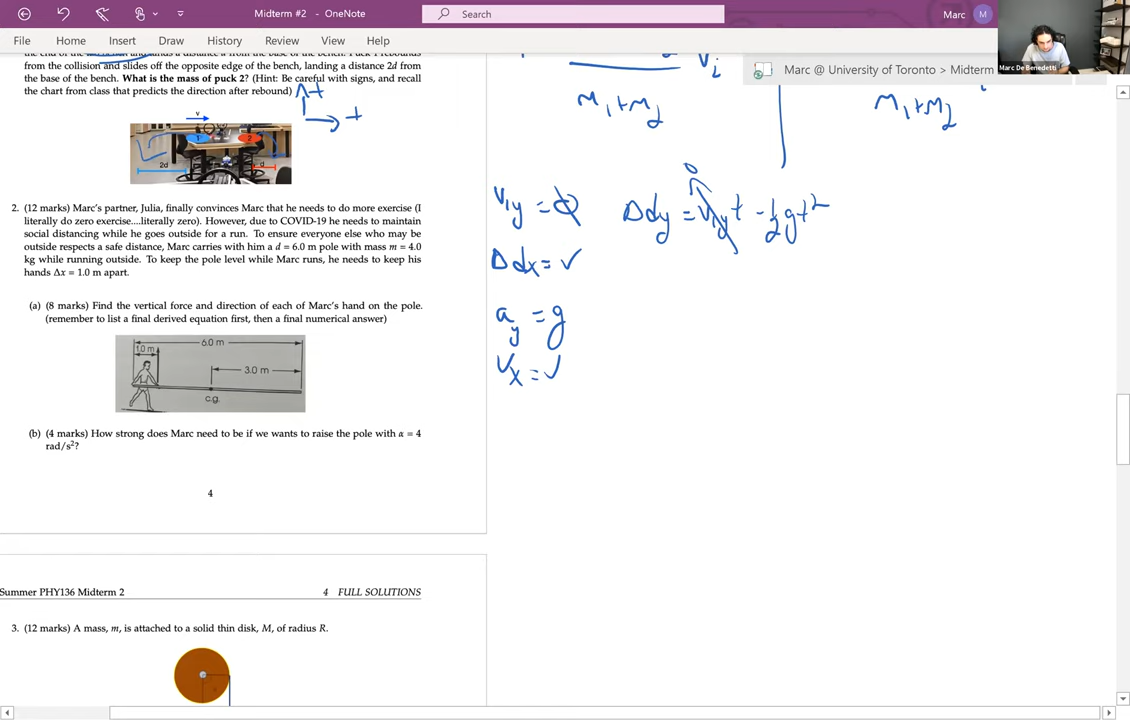 Midterm #2 - OneNote
Search
Marc
M
File Home Insert Draw History Review View Help
Marc @ University of Toronto > Midterm
Marc De Benedetti
from the collision and slides off the opposite edge of the bench, landing a distance 2d from
the base of the bench. What is the mass of puck 2? (Hint: Be careful with signs, and recall
the chart from class that predicts the direction after rebound)
+
+
v
1
2
2d
d
2. (12 marks) Marc's partner, Julia, finally convinces Marc that he needs to do more exercise (I
literally do zero exercise....literally zero). However, due to COVID-19 he needs to maintain
social distancing while he goes outside for a run. To ensure everyone else who may be
outside respects a safe distance, Marc carries with him a d = 6.0 m pole with mass m = 4.0
kg while running outside. To keep the pole level while Marc runs, he needs to keep his
hands Δx = 1.0 m apart.
(a) (8 marks) Find the vertical force and direction of each of Marc's hand on the pole.
(remember to list a final derived equation first, then a final numerical answer)
6.0 m
1.0 m
3.0 m
c.g.
(b) (4 marks) How strong does Marc need to be if we wants to raise the pole with α = 4
rad/s²?
4
Summer PHY136 Midterm 2
4 FULL SOLUTIONS
3. (12 marks) A mass, m, is attached to a solid thin disk, M, of radius R.
Vi
m₁+m₂
m₁+m₂
0
V₁y = 0
Δdy = V₁yt - ½gt²
Δdx = ✓
ay = g
Vx = ✓